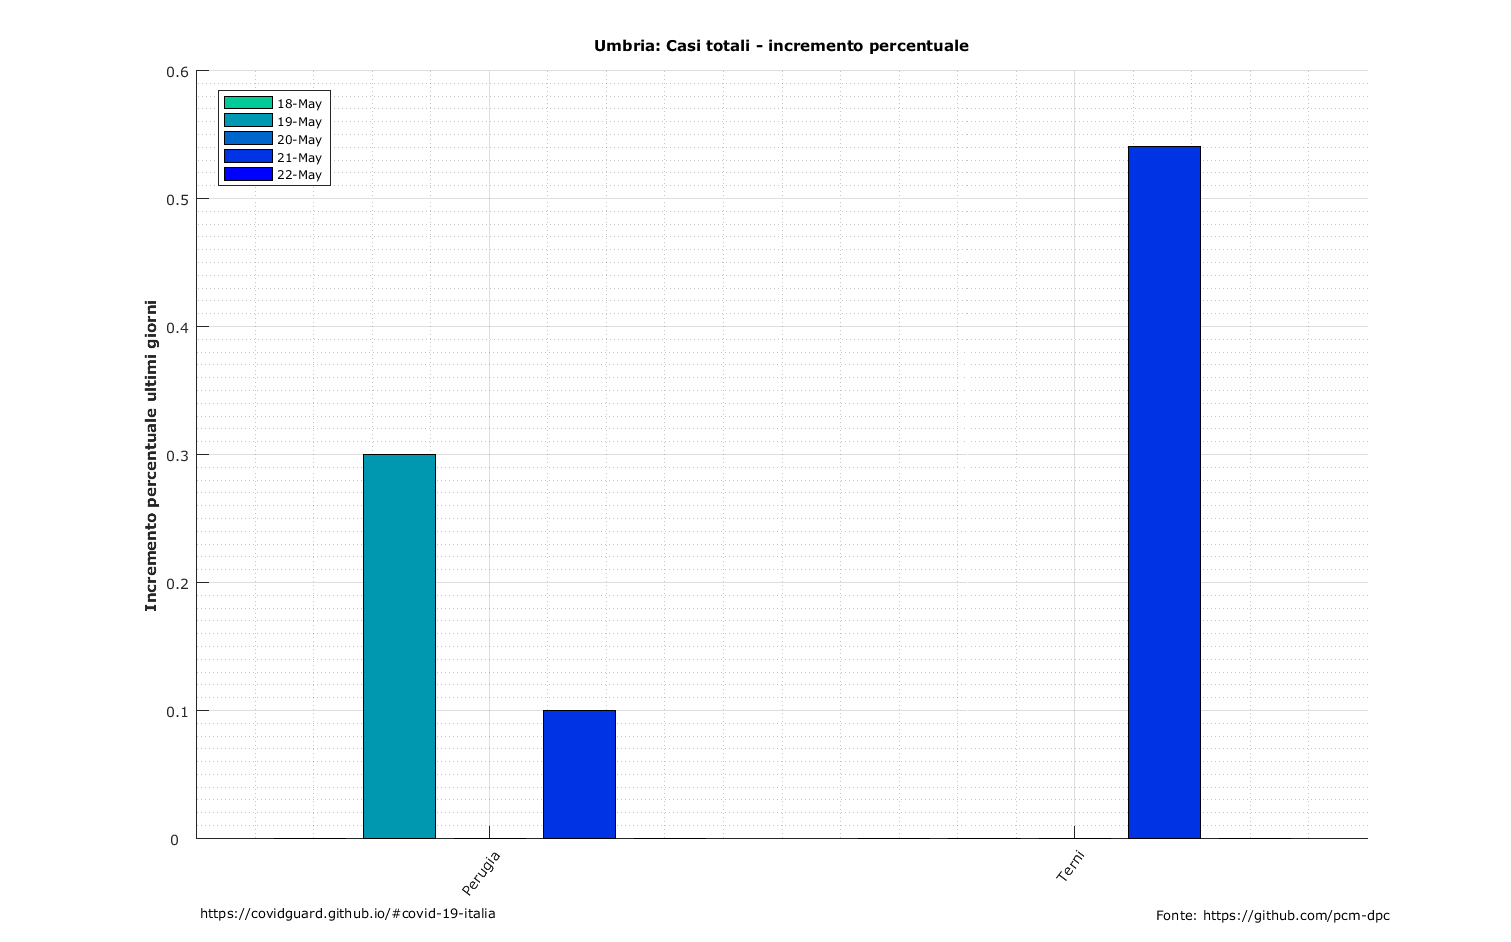 Umbria: Casi totali - incremento percentuale
0.6
0.5
0.4
0.3
0.2
0.1
0
Incremento percentuale ultimi giorni
18-May
19-May
20-May
21-May
22-May
Perugia
Terni
https://covidguard.github.io/#covid-19-italia
Fonte: https://github.com/pcm-dpc